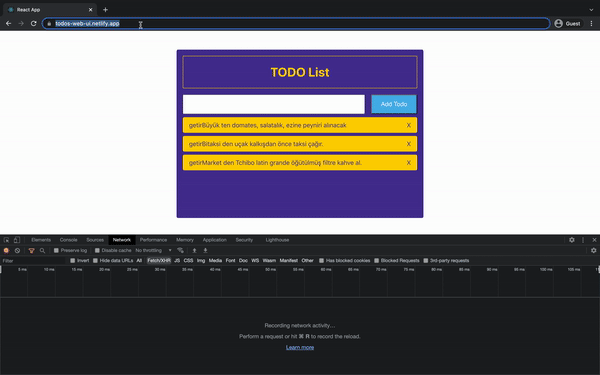 React App
Guest
todos-web-ui.netlify.app
TODO List
Add Todo
getirBüyük ten domates, salatalık, ezine peyniri alınacak X
getirBitaksi den uçak kalkışdan önce taksi çağır. X
getirMarket den Tchibo latin grande öğütülmüş filtre kahve al. X
Elements Console Sources Network Performance Memory Application Security Lighthouse
Preserve log Disable cache No throttling
Filter Invert Hide data URLs All Fetch/XHR JS CSS Img Media Font Doc WS Wasm Manifest Other Has blocked cookies Blocked Requests 3rd-party requests
5 ms 10 ms 15 ms 20 ms 25 ms 30 ms 35 ms 40 ms 45 ms 50 ms 55 ms 60 ms 65 ms 70 ms 75 ms 80 ms 85 ms 90 ms 95 ms 100 ms 105 ms
Recording network activity…
Perform a request or hit ⌘ R to record the reload.
Learn more